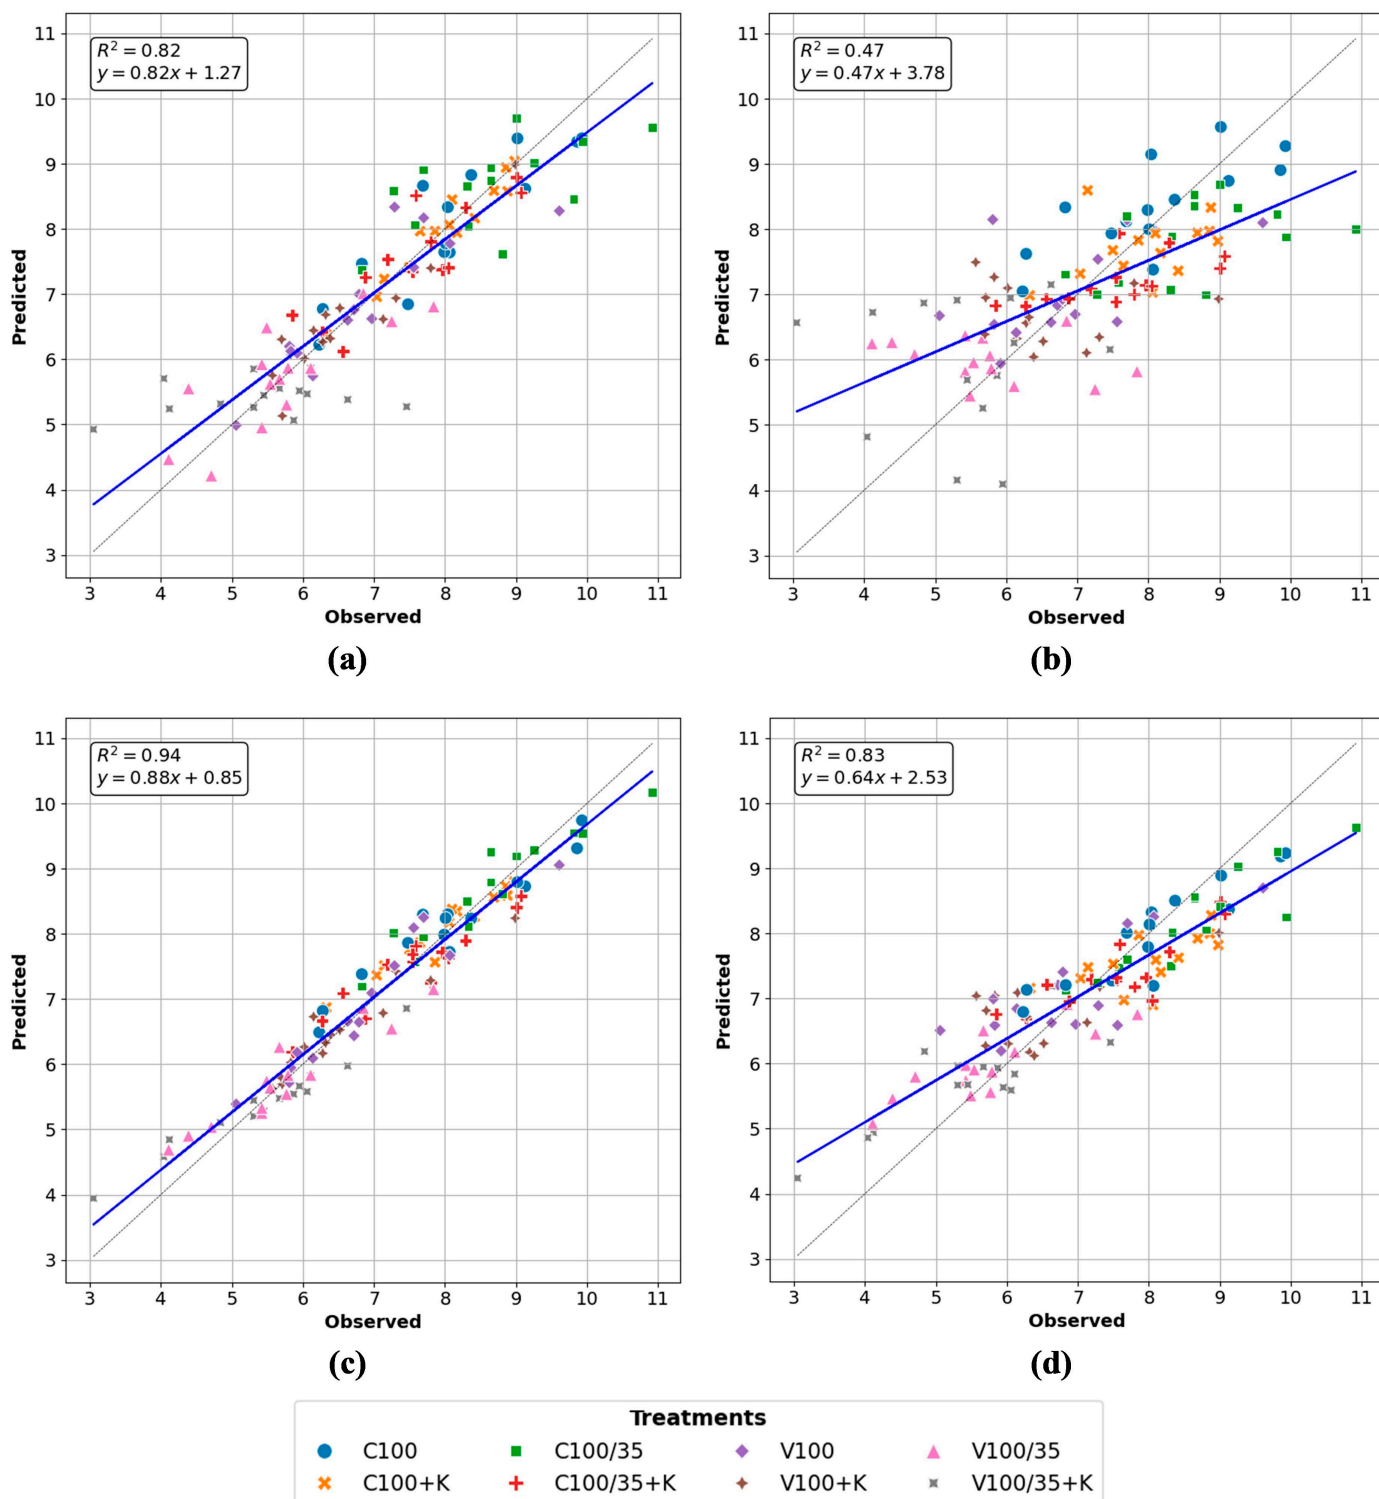 11
10
9
8
7
6
5
4
3
Predicted
R² = 0.82
y = 0.82x + 1.27
3 4 5 6 7 8 9 10 11
Observed
(a)
11
10
9
8
7
6
5
4
3
Predicted
R² = 0.47
y = 0.47x + 3.78
3 4 5 6 7 8 9 10 11
Observed
(b)
11
10
9
8
7
6
5
4
3
Predicted
R² = 0.94
y = 0.88x + 0.85
3 4 5 6 7 8 9 10 11
Observed
(c)
11
10
9
8
7
6
5
4
3
Predicted
R² = 0.83
y = 0.64x + 2.53
3 4 5 6 7 8 9 10 11
Observed
(d)
Treatments
C100 C100/35 V100 V100/35
C100+K C100/35+K V100+K V100/35+K